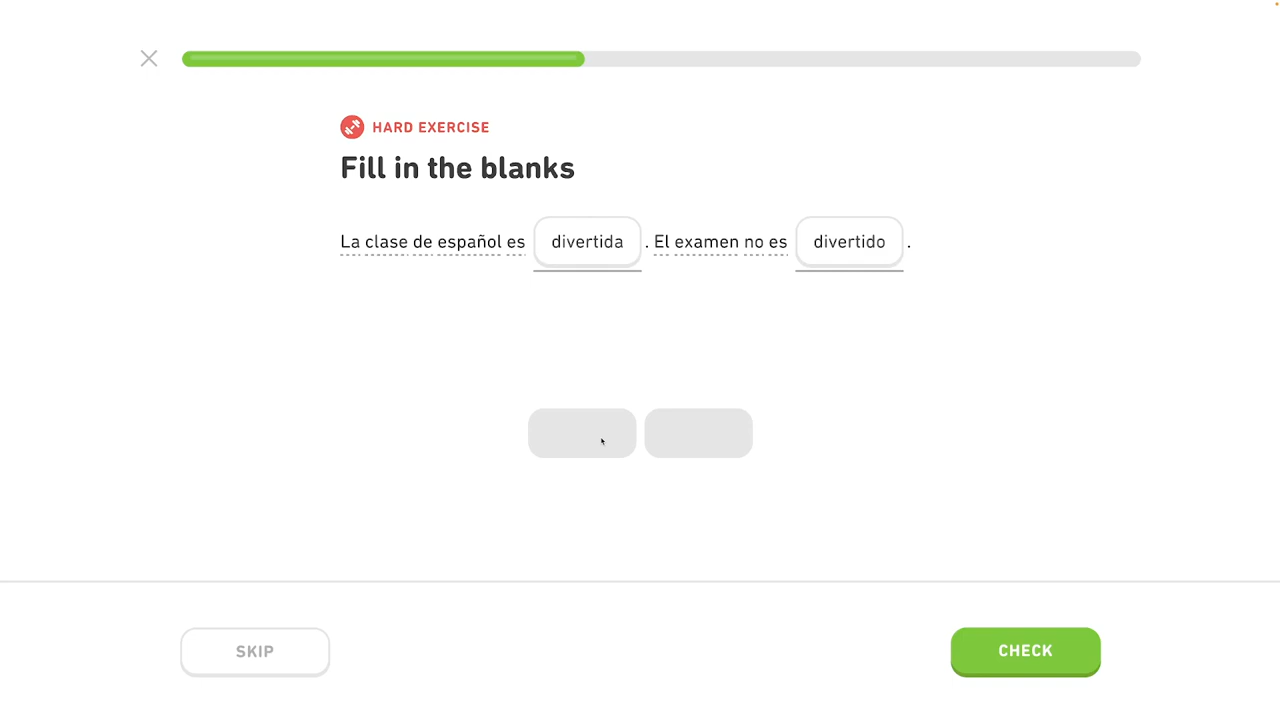 HARD EXERCISE
Fill in the blanks
La clase de español es divertida . El examen no es divertido .
SKIP
CHECK